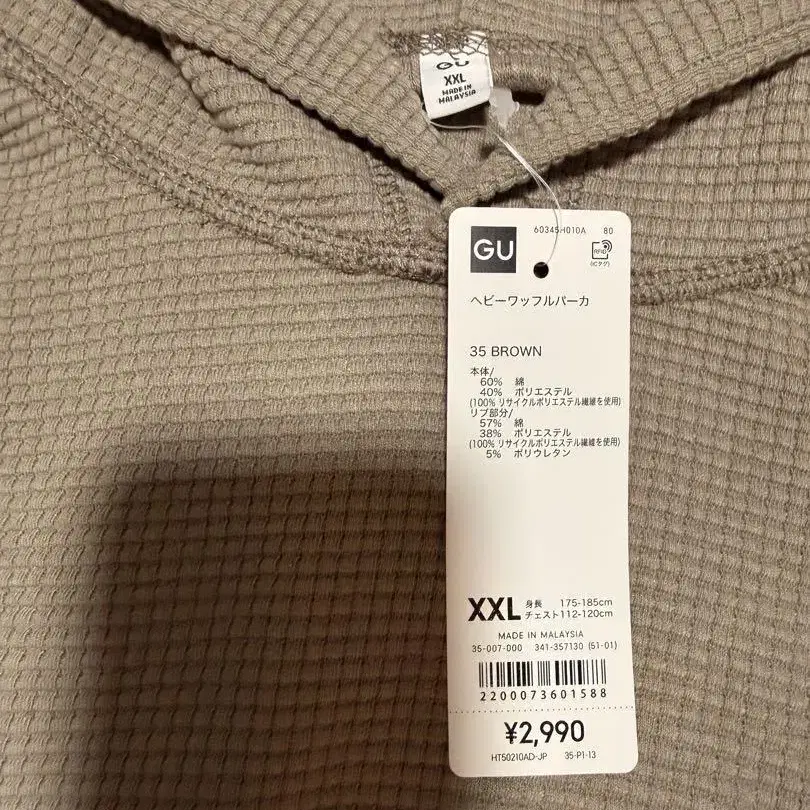 GU
XXL
MADE IN
MALAYSIA
60345H010A 80
GU
RFID
(ICタグ)
ヘビーワッフルパーカ
35 BROWN
本体/
60% 綿
40% ポリエステル
(100% リサイクルポリエステル繊維を使用)
リブ部分/
57% 綿
38% ポリエステル
(100% リサイクルポリエステル繊維を使用)
5% ポリウレタン
XXL 身長 175-185cm
チェスト112-120cm
MADE IN MALAYSIA
35-007-000 341-357130 (51-01)
2200073601588
¥2,990
HT50210AD-JP 35-P1-13